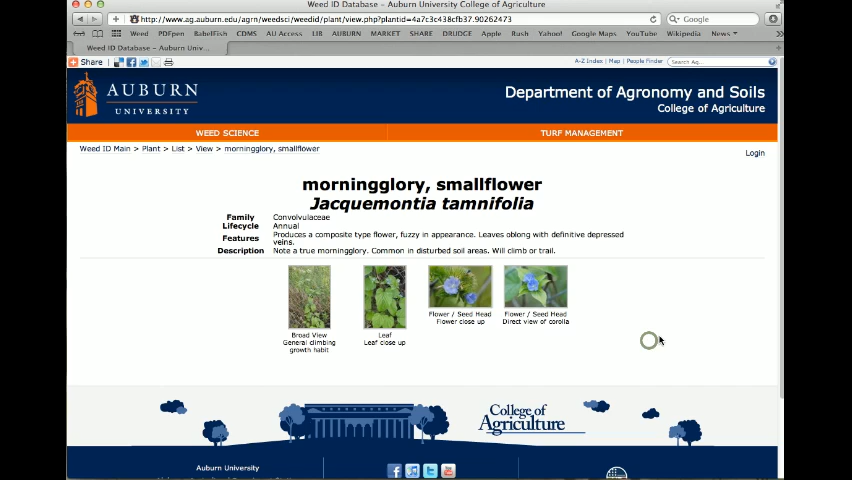 Weed ID Database – Auburn University College of Agriculture
http://www.ag.auburn.edu/agrn/weedsci/weedid/plant/view.php?plantid=4a7c3c438cfb37.90262473
Google
Weed PDFpen BabelFish CDMS AU Access LIB AUBURN MARKET SHARE DRUDGE Apple Rush Yahoo! Google Maps YouTube Wikipedia News
Weed ID Database – Auburn Univ...
Share
A-Z Index | Map | People Finder
Search Ag...
AUBURN
UNIVERSITY
Department of Agronomy and Soils
College of Agriculture
WEED SCIENCE TURF MANAGEMENT
Weed ID Main > Plant > List > View > morningglory, smallflower
Login
morningglory, smallflower
Jacquemontia tamnifolia
Family Convolvulaceae
Lifecycle Annual
Features Produces a composite type flower, fuzzy in appearance. Leaves oblong with definitive depressed
veins.
Description Note a true morningglory. Common in disturbed soil areas. Will climb or trail.
Broad View
General climbing
growth habit
Leaf
Leaf close up
Flower / Seed Head
Flower close up
Flower / Seed Head
Direct view of corolla
College of
Agriculture
Auburn University